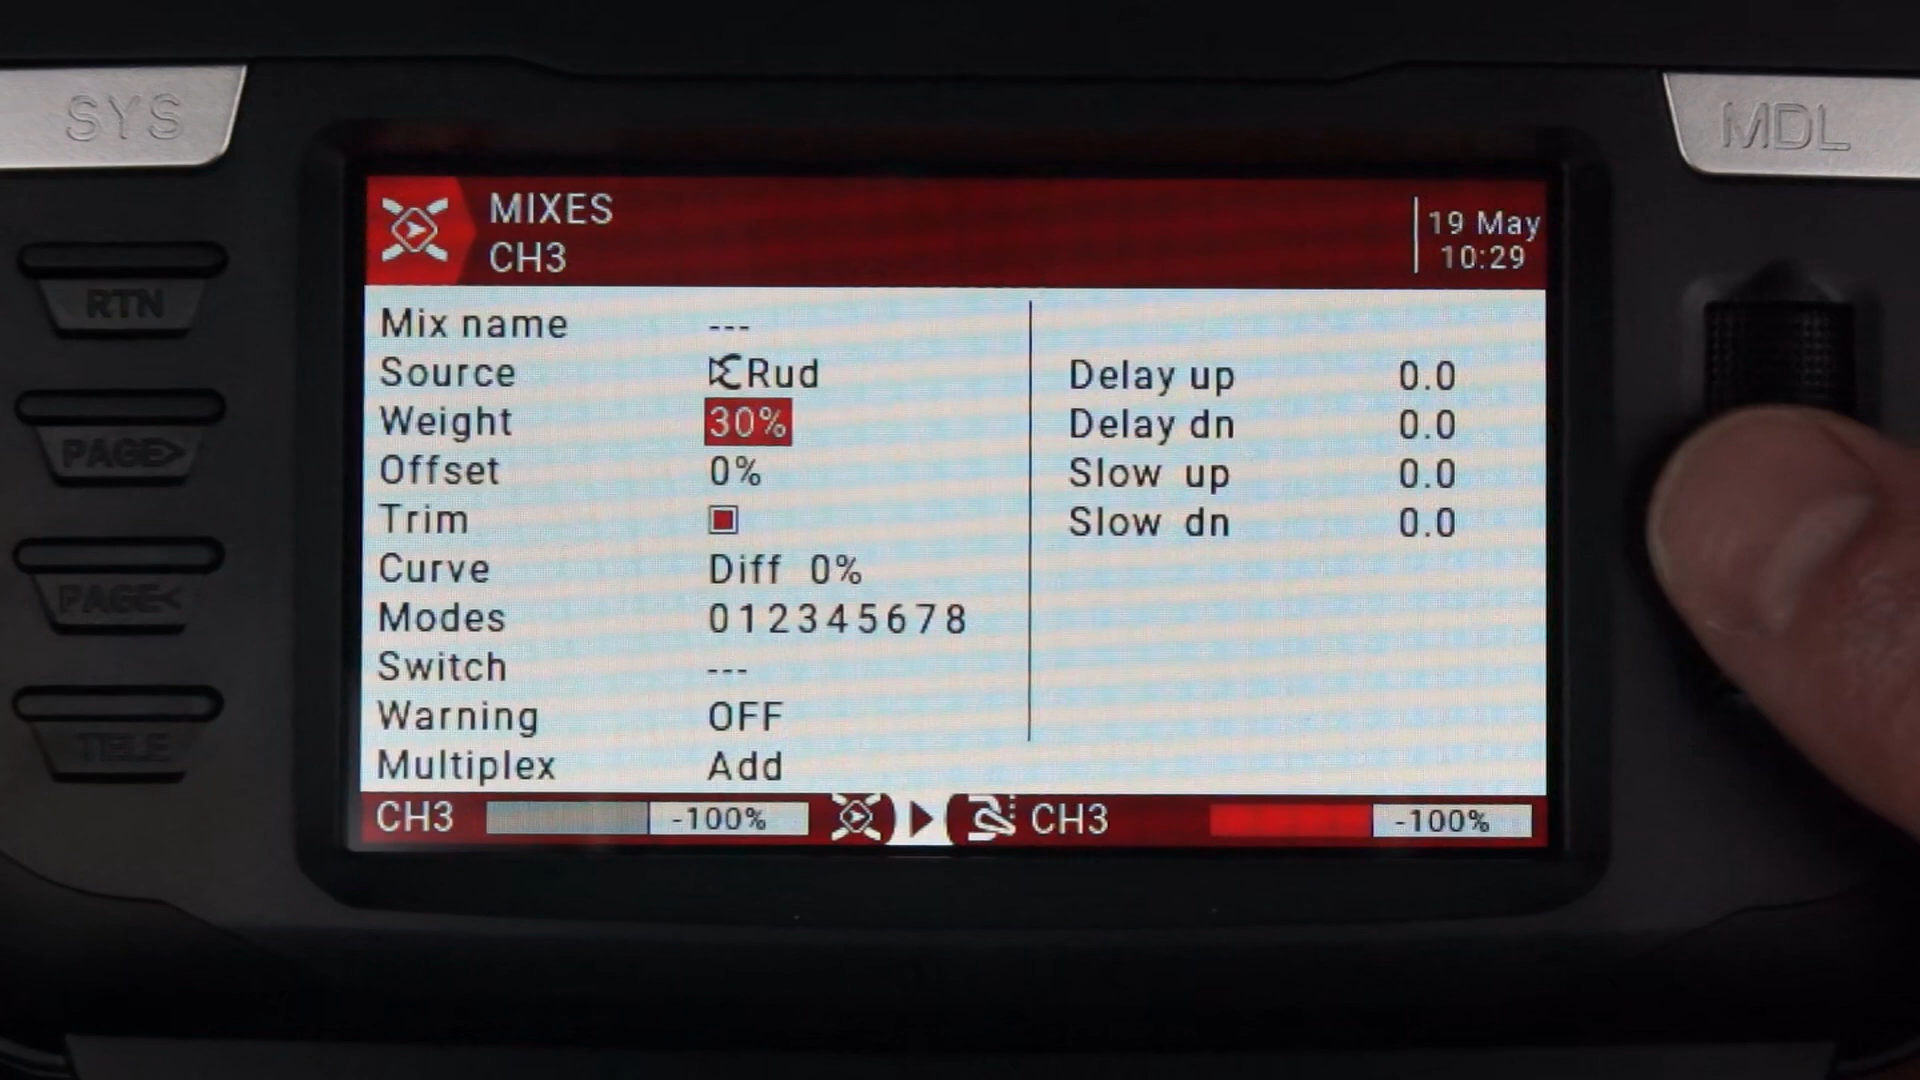 SYS
MDL
MIXES
CH3
19 May
10:29
RTN
PAGE>
PAGE<
TELE
Mix name ---
Source Rud
Weight 30%
Offset 0%
Trim
Curve Diff 0%
Modes 012345678
Switch ---
Warning OFF
Multiplex Add
Delay up 0.0
Delay dn 0.0
Slow up 0.0
Slow dn 0.0
CH3 -100% CH3 -100%